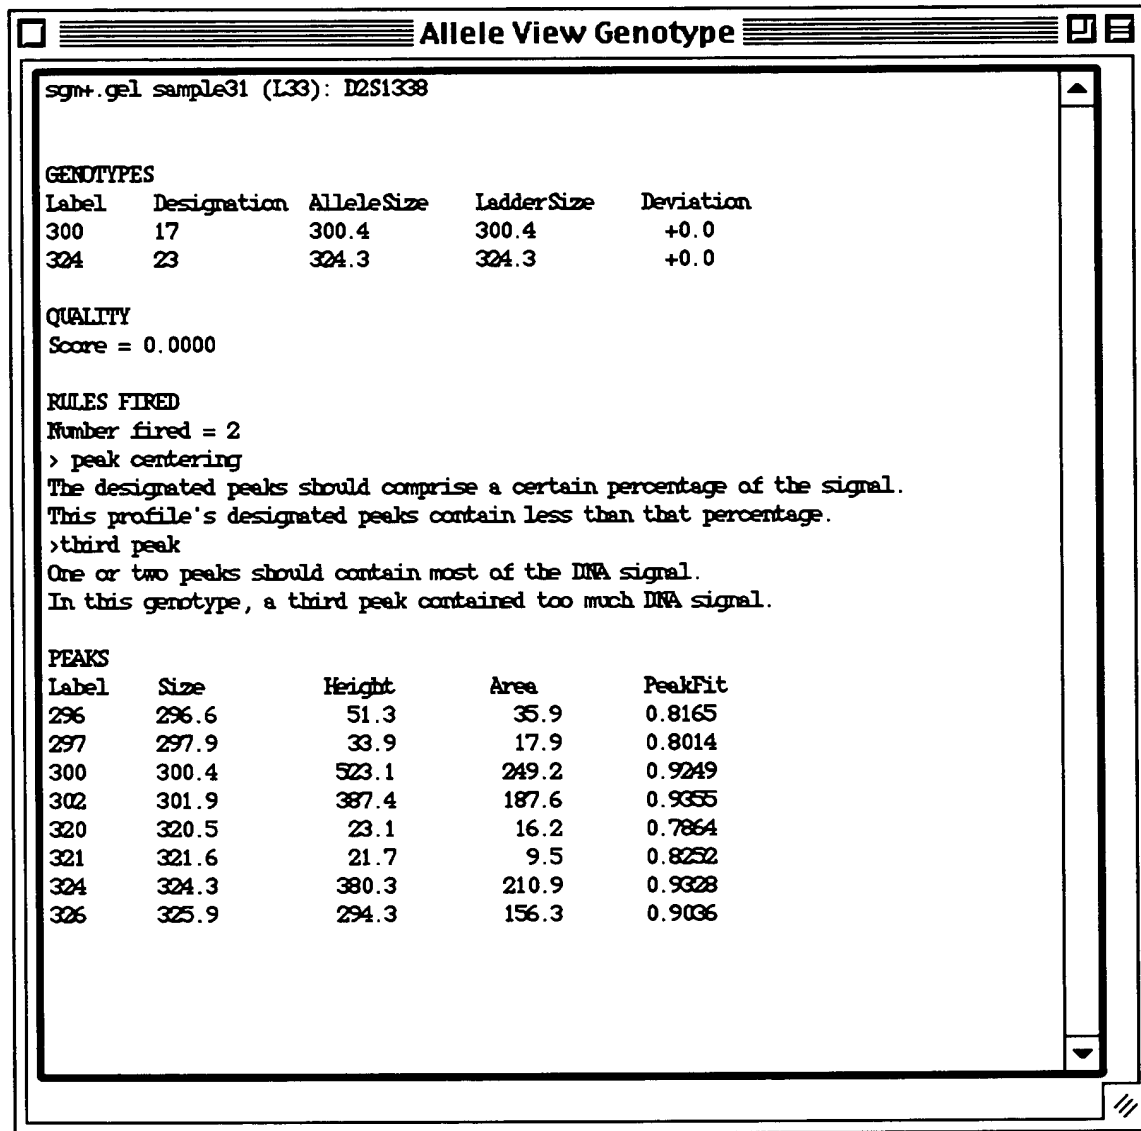 Allele View Genotype
sgm+.gel sample31 (L33): D2S1338
GENOTYPES
Label Designation AlleleSize LadderSize Deviation
300 17 300.4 300.4 +0.0
324 23 324.3 324.3 +0.0
QUALITY
Score = 0.0000
RULES FIRED
Number fired = 2
> peak centering
The designated peaks should comprise a certain percentage of the signal.
This profile's designated peaks contain less than that percentage.
>third peak
One or two peaks should contain most of the DNA signal.
In this genotype, a third peak contained too much DNA signal.
PEAKS
Label Size Height Area PeakFit
296 296.6 51.3 35.9 0.8165
297 297.9 33.9 17.9 0.8014
300 300.4 523.1 249.2 0.9249
302 301.9 387.4 187.6 0.9355
320 320.5 23.1 16.2 0.7864
321 321.6 21.7 9.5 0.8252
324 324.3 380.3 210.9 0.9328
326 325.9 294.3 156.3 0.9036